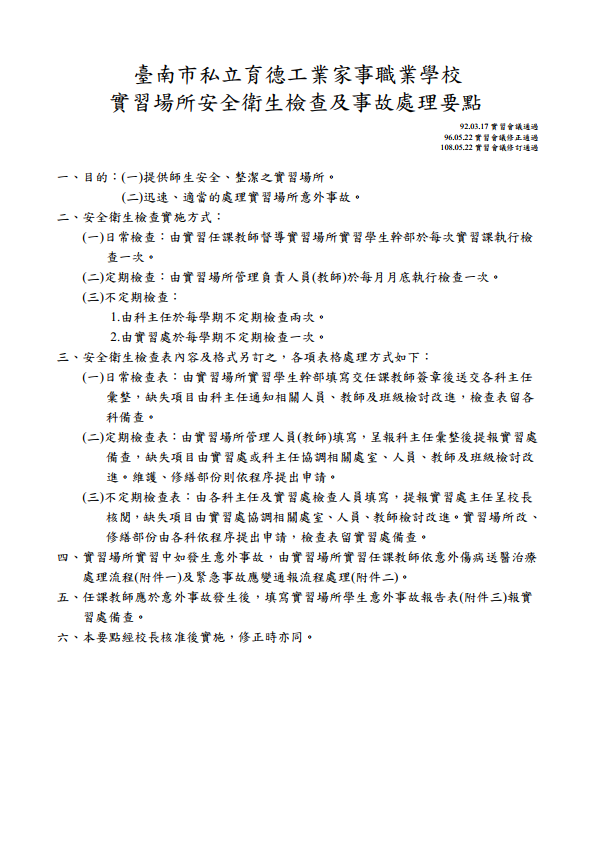 臺南市私立育德工業家事職業學校
實習場所安全衛生檢查及事故處理要點
92.03.17 實習會議通過
96.05.22 實習會議修正通過
108.05.22 實習會議修訂通過
一、目的：(一)提供師生安全、整潔之實習場所。
(二)迅速、適當的處理實習場所意外事故。
二、安全衛生檢查實施方式：
(一)日常檢查：由實習任課教師督導實習場所實習學生幹部於每次實習課執行檢
查一次。
(二)定期檢查：由實習場所管理負責人員(教師)於每月月底執行檢查一次。
(三)不定期檢查：
1.由科主任於每學期不定期檢查兩次。
2.由實習處於每學期不定期檢查一次。
三、安全衛生檢查表內容及格式另訂之，各項表格處理方式如下：
(一)日常檢查表：由實習場所實習學生幹部填寫交任課教師簽章後送交各科主任
彙整，缺失項目由科主任通知相關人員、教師及班級檢討改進，檢查表留各
科備查。
(二)定期檢查表：由實習場所管理人員(教師)填寫，呈報科主任彙整後提報實習處
備查，缺失項目由實習處或科主任協調相關處室、人員、教師及班級檢討改
進。維護、修繕部份則依程序提出申請。
(三)不定期檢查表：由各科主任及實習處檢查人員填寫，提報實習處主任呈校長
核閱，缺失項目由實習處協調相關處室、人員、教師檢討改進。實習場所改、
修繕部份由各科依程序提出申請，檢查表留實習處備查。
四、實習場所實習中如發生意外事故，由實習場所實習任課教師依意外傷病送醫治療
處理流程(附件一)及緊急事故應變通報流程處理(附件二)。
五、任課教師應於意外事故發生後，填寫實習場所學生意外事故報告表(附件三)報實
習處備查。
六、本要點經校長核准後實施，修正時亦同。